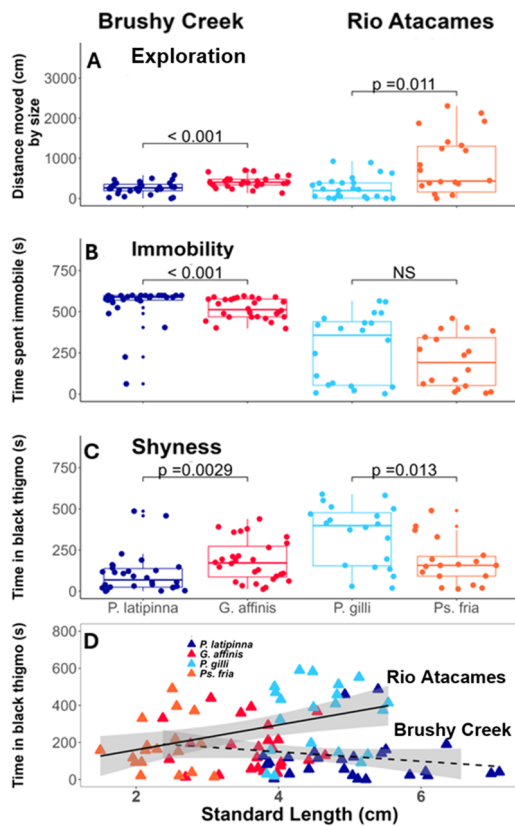 Brushy Creek Rio Atacames
A Exploration
Distance moved (cm)
by size
3000
2000
1000
0
< 0.001
p =0.011
B Immobility
Time spent immobile (s)
750
500
250
0
< 0.001
NS
C Shyness
Time in black thigmo (s)
750
500
250
0
p =0.0029
p =0.013
P. latipinna G. affinis P. gilli Ps. fria
D
Time in black thigmo (s)
800
600
400
200
0
P. latipinna
G. affinis
P. gilli
Ps. fria
Rio Atacames
Brushy Creek
2 4 6
Standard Length (cm)